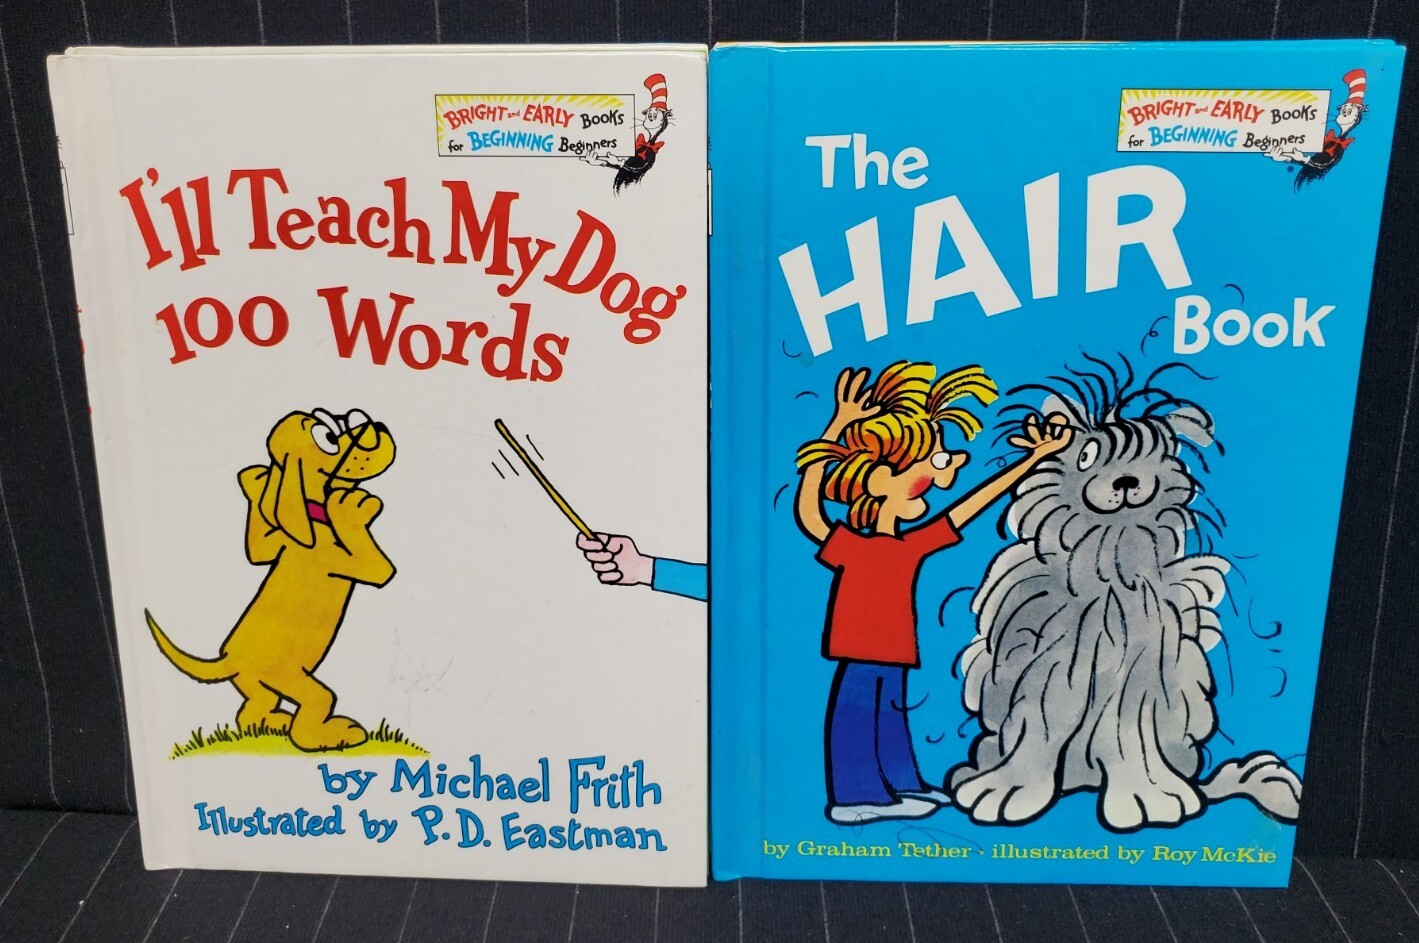 BRIGHT and EARLY Books
for BEGINNING Beginners
I'll Teach My Dog
100 Words
by Michael Frith
Illustrated by P.D. Eastman
BRIGHT and EARLY Books
for BEGINNING Beginners
The
HAIR
Book
by Graham Tether · illustrated by Roy McKie